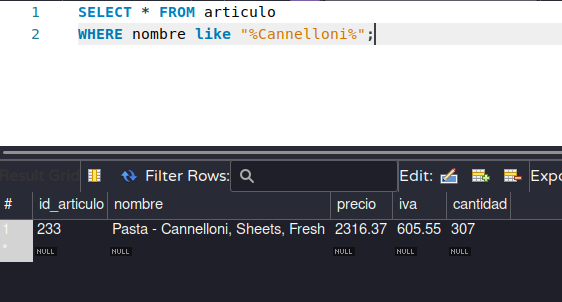 1 SELECT * FROM articulo
2 WHERE nombre like "%Cannelloni%";
Result Grid Filter Rows: Edit: Expo
# id_articulo nombre precio iva cantidad
1 233 Pasta - Cannelloni, Sheets, Fresh 2316.37 605.55 307
* NULL NULL NULL NULL NULL